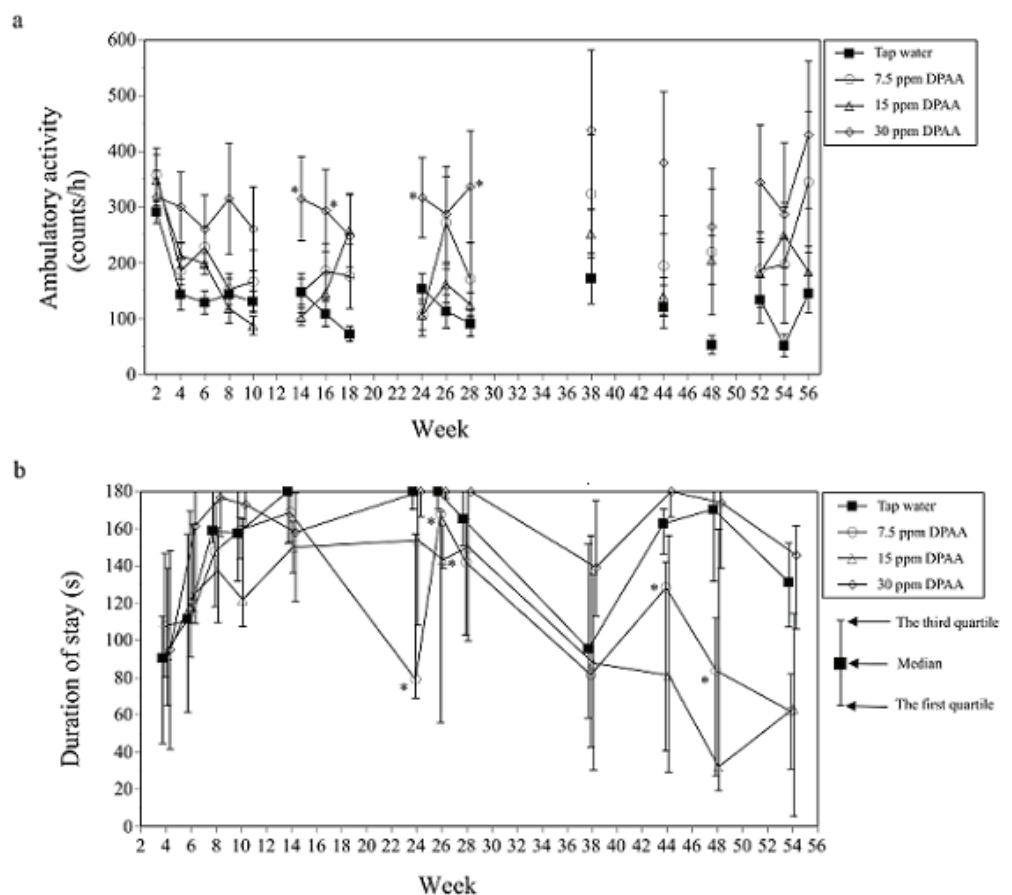 a
600
500
400
300
200
100
0
Ambulatory activity
(counts/h)
Tap water
7.5 ppm DPAA
15 ppm DPAA
30 ppm DPAA
*
*
*
*
2 4 6 8 10 12 14 16 18 20 22 24 26 28 30 32 34 36 38 40 42 44 46 48 50 52 54 56
Week
b
180
160
140
120
100
80
60
40
20
0
Duration of stay (s)
*
*
*
*
*
Tap water
7.5 ppm DPAA
15 ppm DPAA
30 ppm DPAA
The third quartile
Median
The first quartile
2 4 6 8 10 12 14 16 18 20 22 24 26 28 30 32 34 36 38 40 42 44 46 48 50 52 54 56
Week